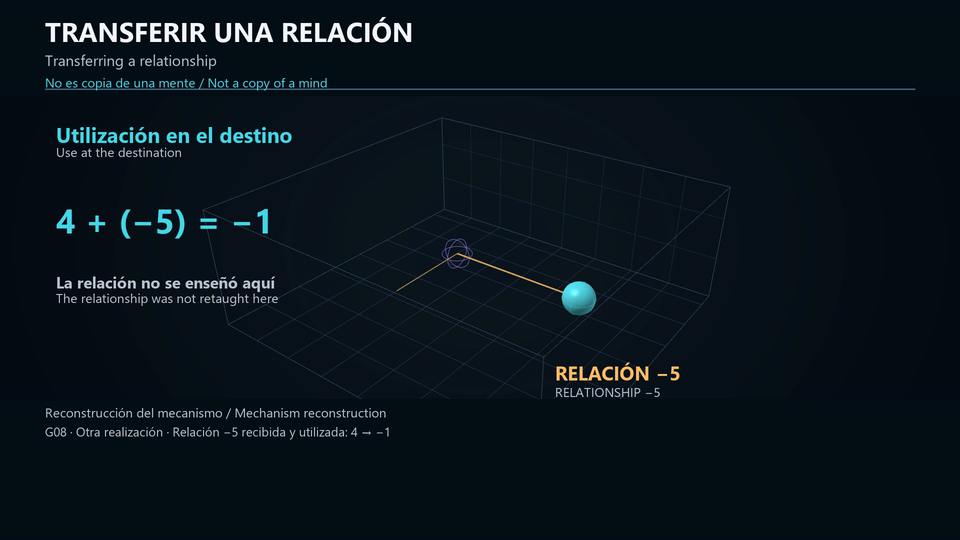 TRANSFERIR UNA RELACIÓN
Transferring a relationship
No es copia de una mente / Not a copy of a mind
Utilización en el destino
Use at the destination
4 + (−5) = −1
La relación no se enseñó aquí
The relationship was not retaught here
RELACIÓN −5
RELATIONSHIP −5
Reconstrucción del mecanismo / Mechanism reconstruction
G08 · Otra realización · Relación −5 recibida y utilizada: 4 → −1